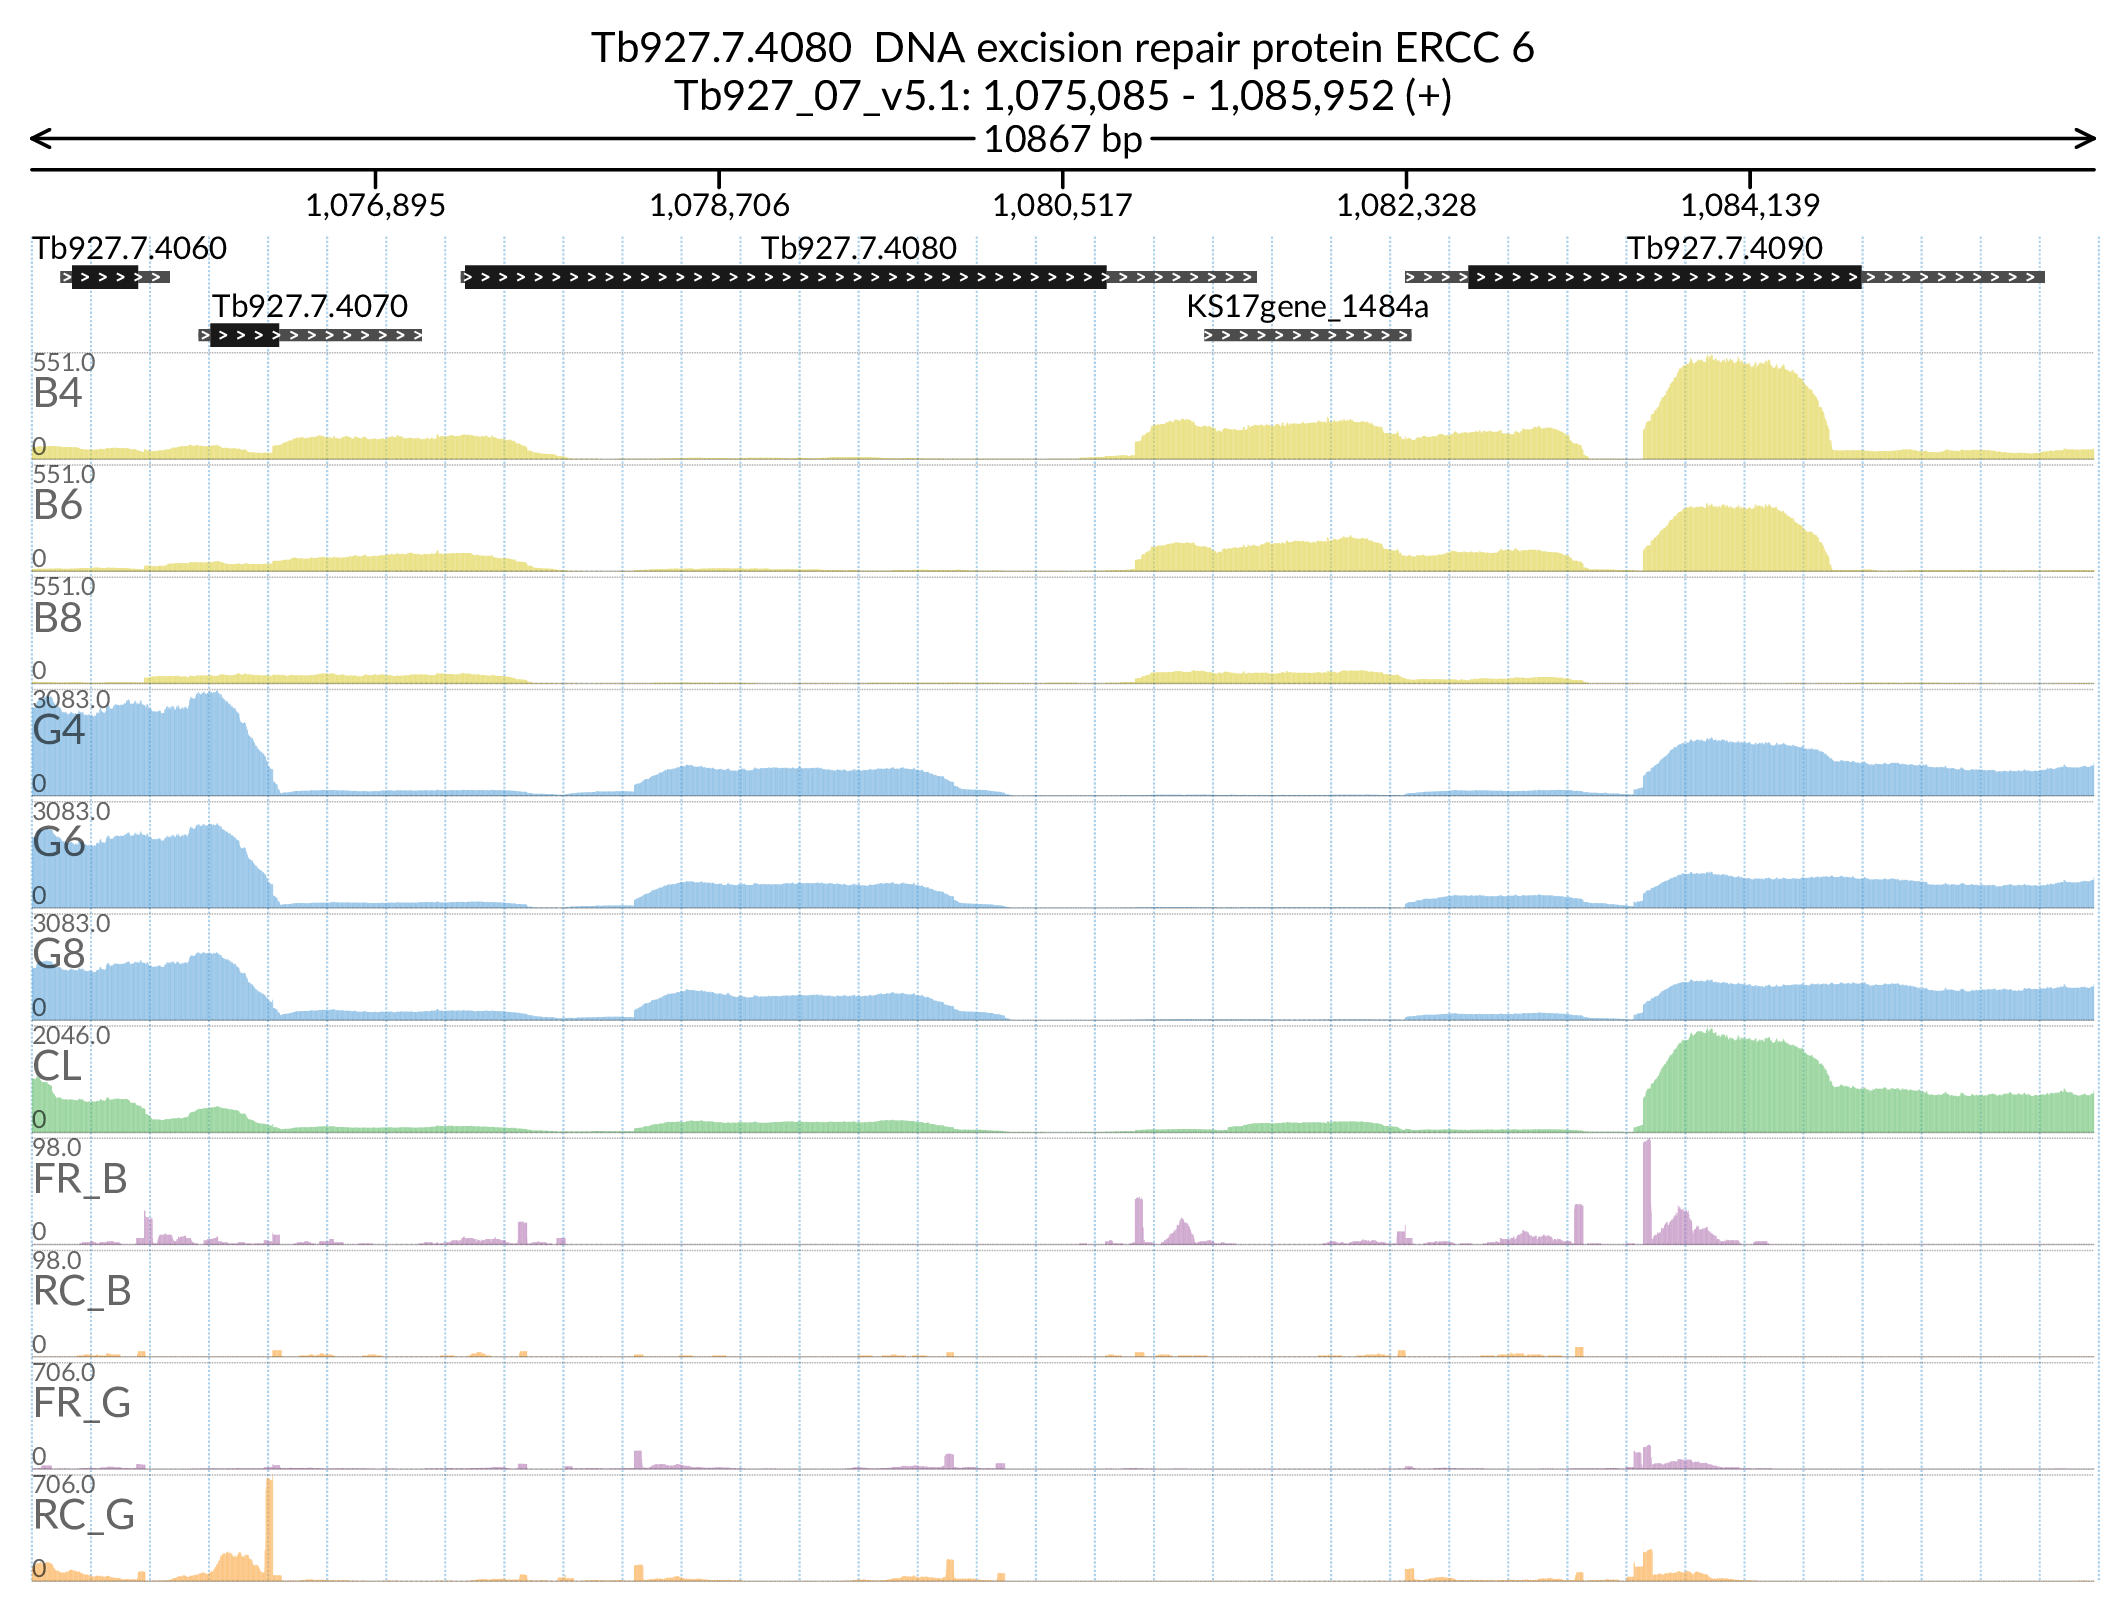 Tb927.7.4080  DNA excision repair protein ERCC 6
Tb927_07_v5.1: 1,075,085 - 1,085,952 (+)
10867 bp
1,076,895 1,078,706 1,080,517 1,082,328 1,084,139
Tb927.7.4060 Tb927.7.4080 Tb927.7.4090
Tb927.7.4070 KS17gene_1484a
551.0
B4
0
551.0
B6
0
551.0
B8
0
3083.0
G4
0
3083.0
G6
0
3083.0
G8
0
2046.0
CL
0
98.0
FR_B
0
98.0
RC_B
0
706.0
FR_G
0
706.0
RC_G
0